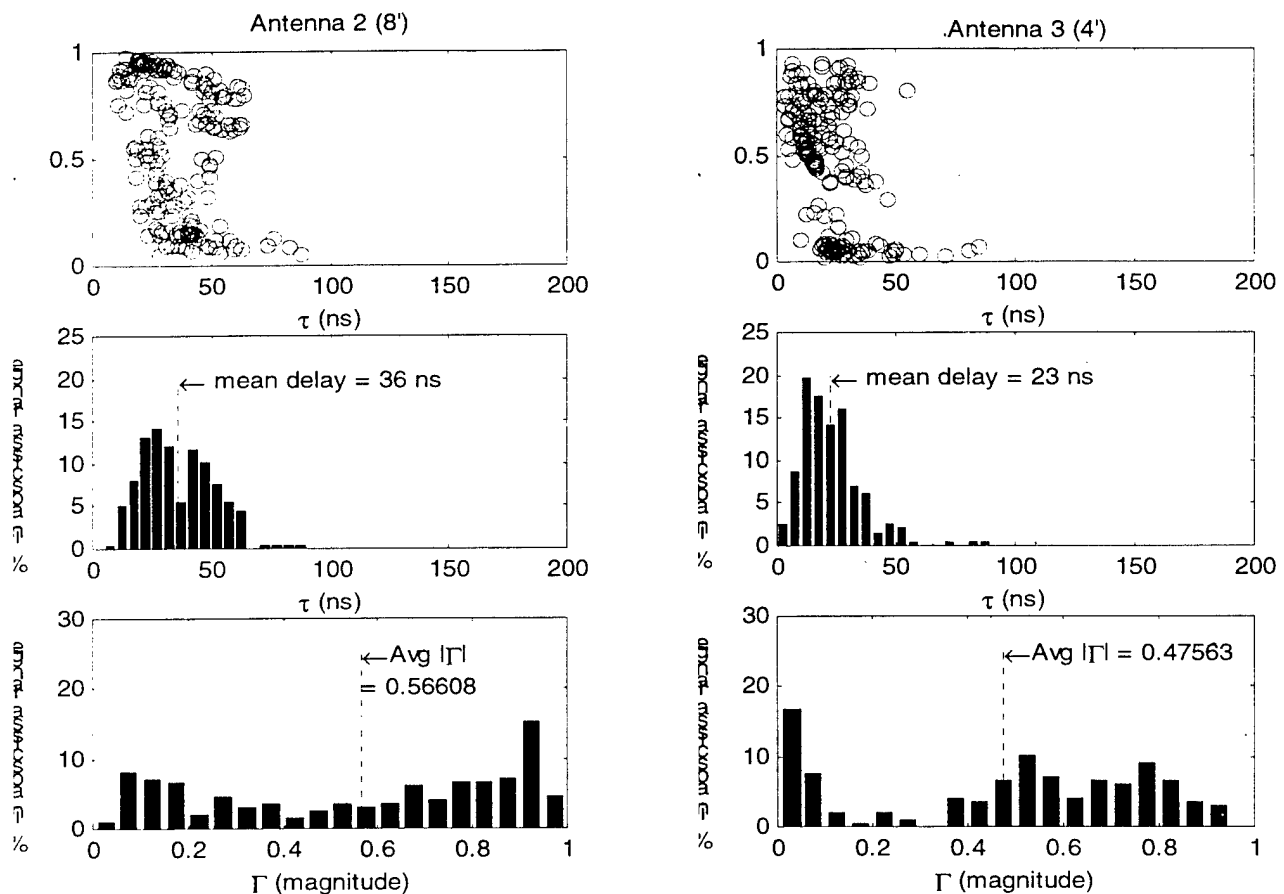 Antenna 2 (8')
Antenna 3 (4')
1
0.5
0
0 50 100 150 200
τ (ns)
1
0.5
0
0 50 100 150 200
τ (ns)
25
20
15
10
5
0
← mean delay = 36 ns
0 50 100 150 200
τ (ns)
25
20
15
10
5
0
← mean delay = 23 ns
0 50 100 150 200
τ (ns)
30
20
10
0
←Avg |Γ|
= 0.56608
0 0.2 0.4 0.6 0.8 1
Γ (magnitude)
30
20
10
0
←Avg |Γ| = 0.47563
0 0.2 0.4 0.6 0.8 1
Γ (magnitude)